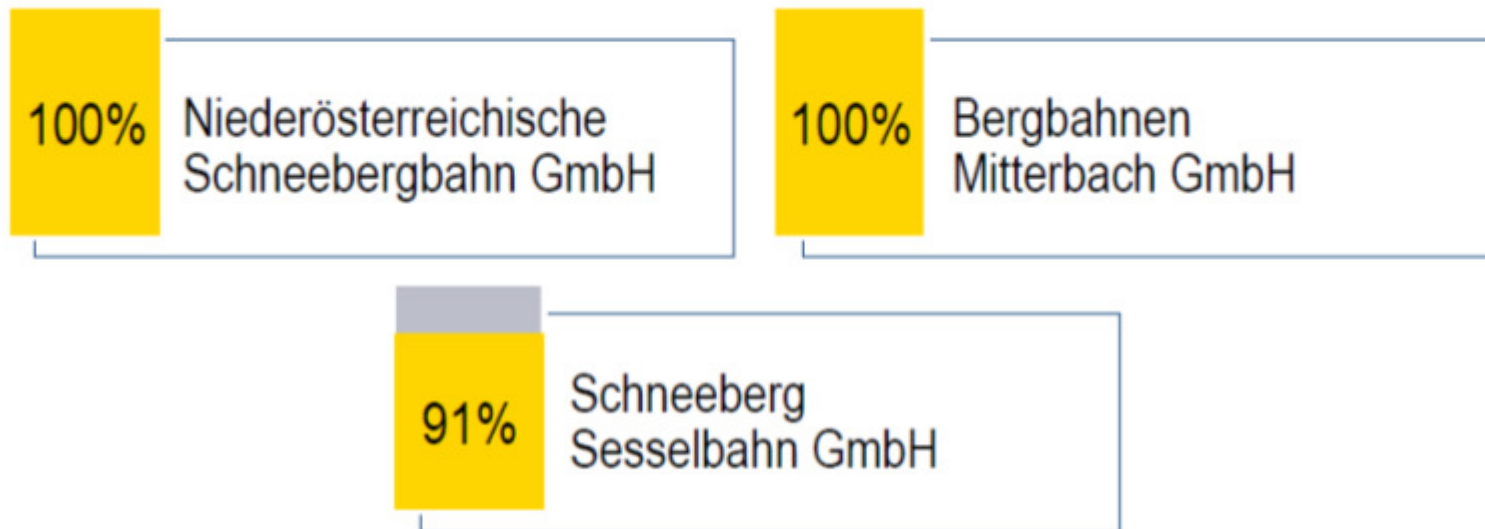 100%
Niederösterreichische
Schneebergbahn GmbH
100%
Bergbahnen
Mitterbach GmbH
91%
Schneeberg
Sesselbahn GmbH